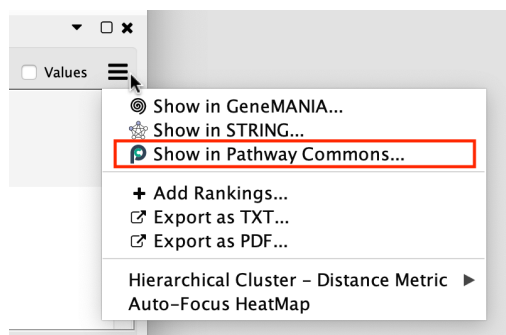 Values
Show in GeneMANIA...
Show in STRING...
Show in Pathway Commons...
Add Rankings...
Export as TXT...
Export as PDF...
Hierarchical Cluster – Distance Metric
Auto-Focus HeatMap